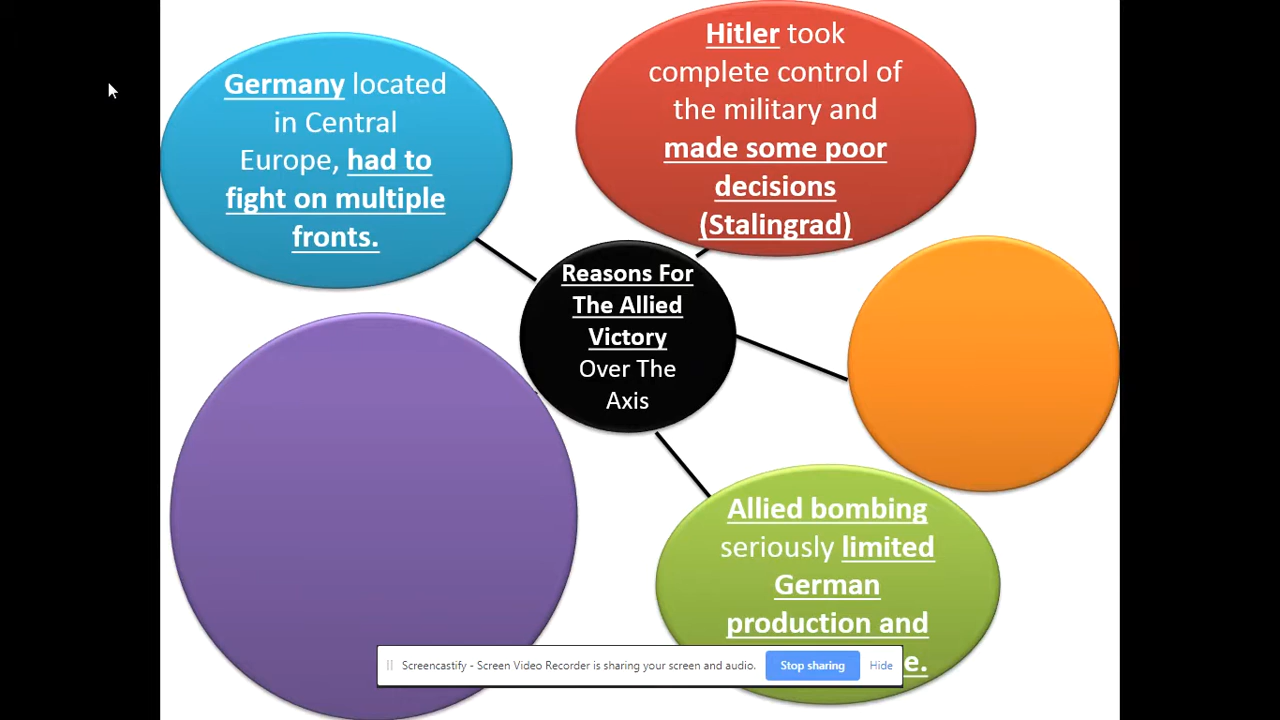 Germany located
in Central
Europe, had to
fight on multiple
fronts.
Hitler took
complete control of
the military and
made some poor
decisions
(Stalingrad)
Reasons For
The Allied
Victory
Over The
Axis
Allied bombing
seriously limited
German
production and
e.
Screencastify - Screen Video Recorder is sharing your screen and audio.
Stop sharing
Hide